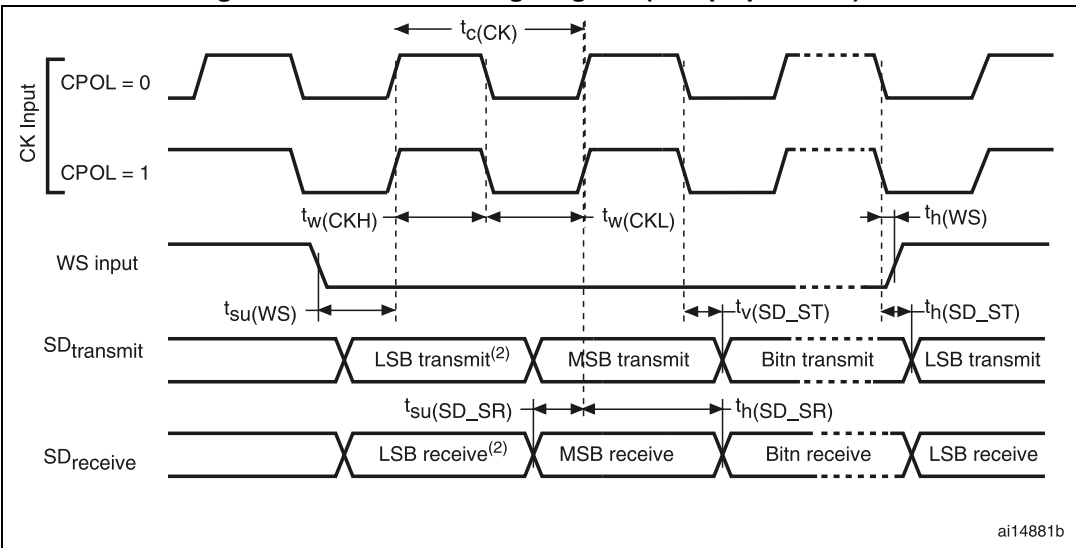 tc(CK)
CK Input
CPOL = 0
CPOL = 1
tw(CKH)
tw(CKL)
th(WS)
WS input
tsu(WS)
tv(SD_ST)
th(SD_ST)
SDtransmit
LSB transmit(2)
MSB transmit
Bitn transmit
LSB transmit
tsu(SD_SR)
th(SD_SR)
SDreceive
LSB receive(2)
MSB receive
Bitn receive
LSB receive
ai14881b